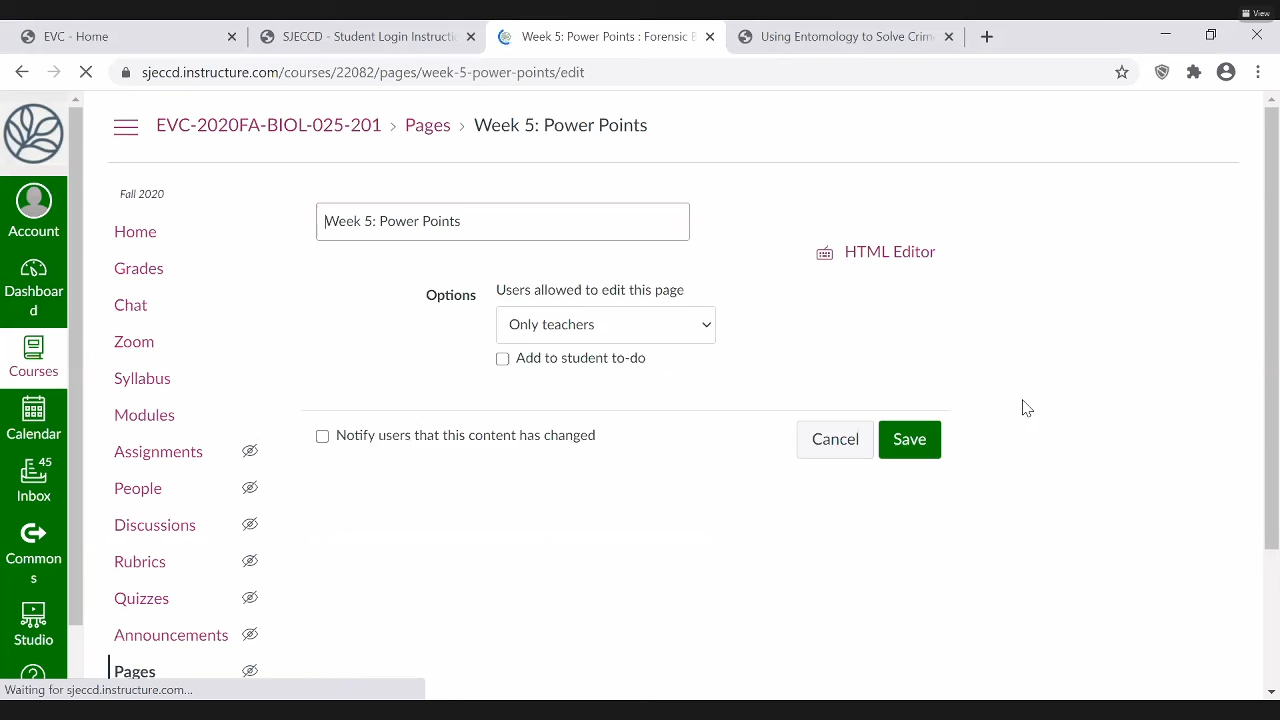 View
EVC - Home
SJECCD - Student Login Instructi
Week 5: Power Points : Forensic B
Using Entomology to Solve Crim
sjeccd.instructure.com/courses/22082/pages/week-5-power-points/edit
EVC-2020FA-BIOL-025-201 › Pages › Week 5: Power Points
Account
Dashboar
d
Courses
Calendar
45
Inbox
Common
s
Studio
Fall 2020
Home
Grades
Chat
Zoom
Syllabus
Modules
Assignments
People
Discussions
Rubrics
Quizzes
Announcements
Pages
Week 5: Power Points
HTML Editor
Options
Users allowed to edit this page
Only teachers
Add to student to-do
Notify users that this content has changed
Cancel
Save
Waiting for sjeccd.instructure.com...